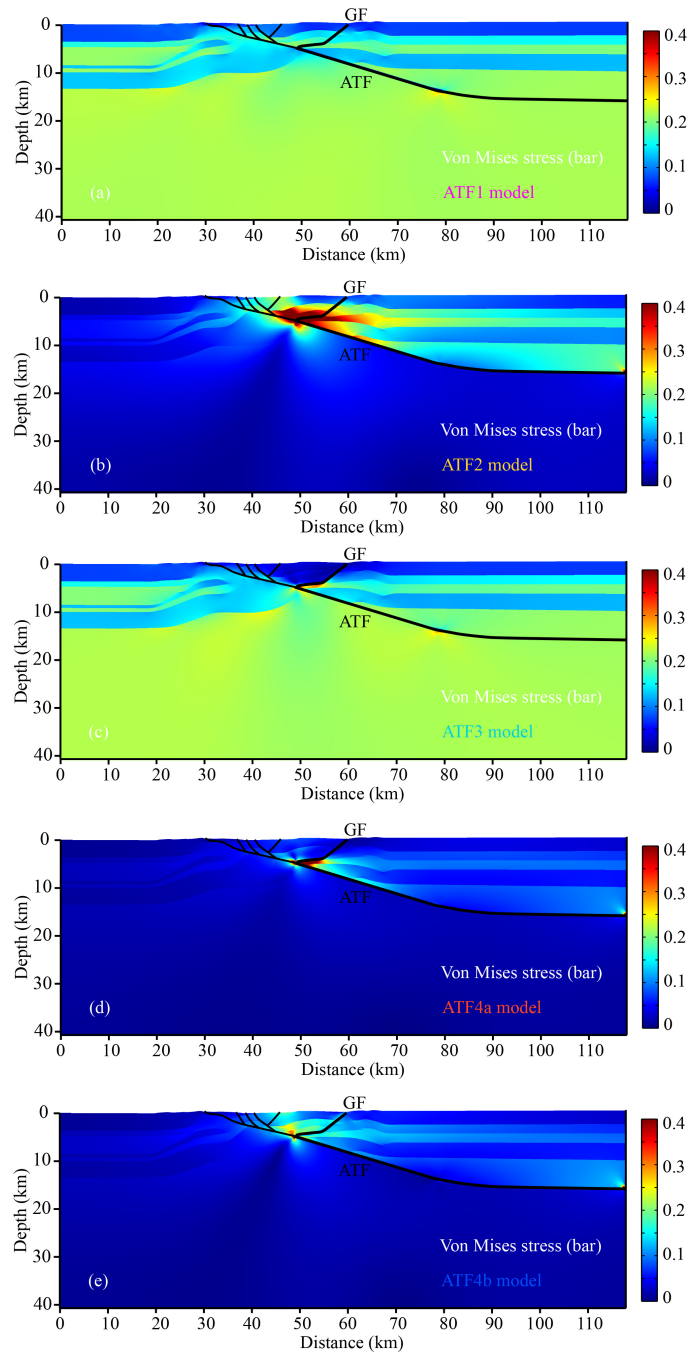 GF
0
10
20
30
40
Depth (km)
ATF
Von Mises stress (bar)
(a)
ATF1 model
0 10 20 30 40 50 60 70 80 90 100 110
Distance (km)
0.4
0.3
0.2
0.1
0
GF
0
10
20
30
40
Depth (km)
ATF
Von Mises stress (bar)
(b)
ATF2 model
0 10 20 30 40 50 60 70 80 90 100 110
Distance (km)
0.4
0.3
0.2
0.1
0
GF
0
10
20
30
40
Depth (km)
ATF
Von Mises stress (bar)
(c)
ATF3 model
0 10 20 30 40 50 60 70 80 90 100 110
Distance (km)
0.4
0.3
0.2
0.1
0
GF
0
10
20
30
40
Depth (km)
ATF
Von Mises stress (bar)
(d)
ATF4a model
0 10 20 30 40 50 60 70 80 90 100 110
Distance (km)
0.4
0.3
0.2
0.1
0
GF
0
10
20
30
40
Depth (km)
ATF
Von Mises stress (bar)
(e)
ATF4b model
0 10 20 30 40 50 60 70 80 90 100 110
Distance (km)
0.4
0.3
0.2
0.1
0